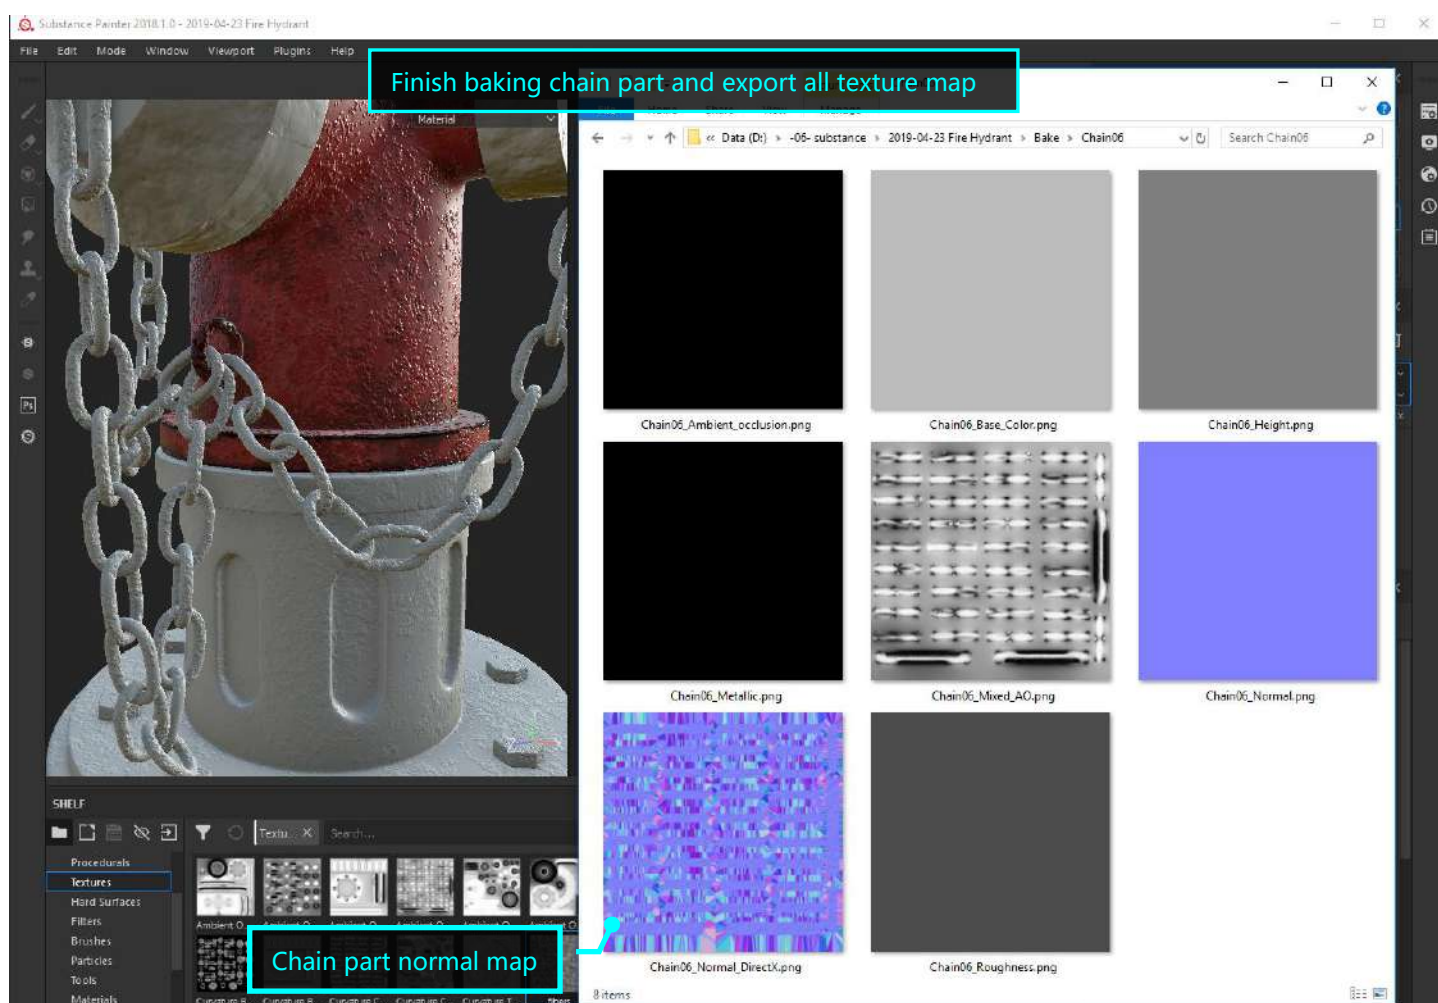 Substance Painter 2018.1.0 - 2019-04-23 Fire Hydrant
File Edit Mode Window Viewport Plugins Help
Finish baking chain part and export all texture map
Material
« Data (D:) › -06- substance › 2019-04-23 Fire Hydrant › Bake › Chain06
Search Chain06
Chain06_Ambient_occlusion.png
Chain06_Base_Color.png
Chain06_Height.png
Chain06_Metallic.png
Chain06_Mixed_AO.png
Chain06_Normal.png
Chain06_Normal_DirectX.png
Chain06_Roughness.png
8 items
SHELF
Textu... X Search...
Procedurals
Textures
Hard Surfaces
Filters
Brushes
Particles
Tools
Materials
Ambient O...
Chain part normal map
Ps